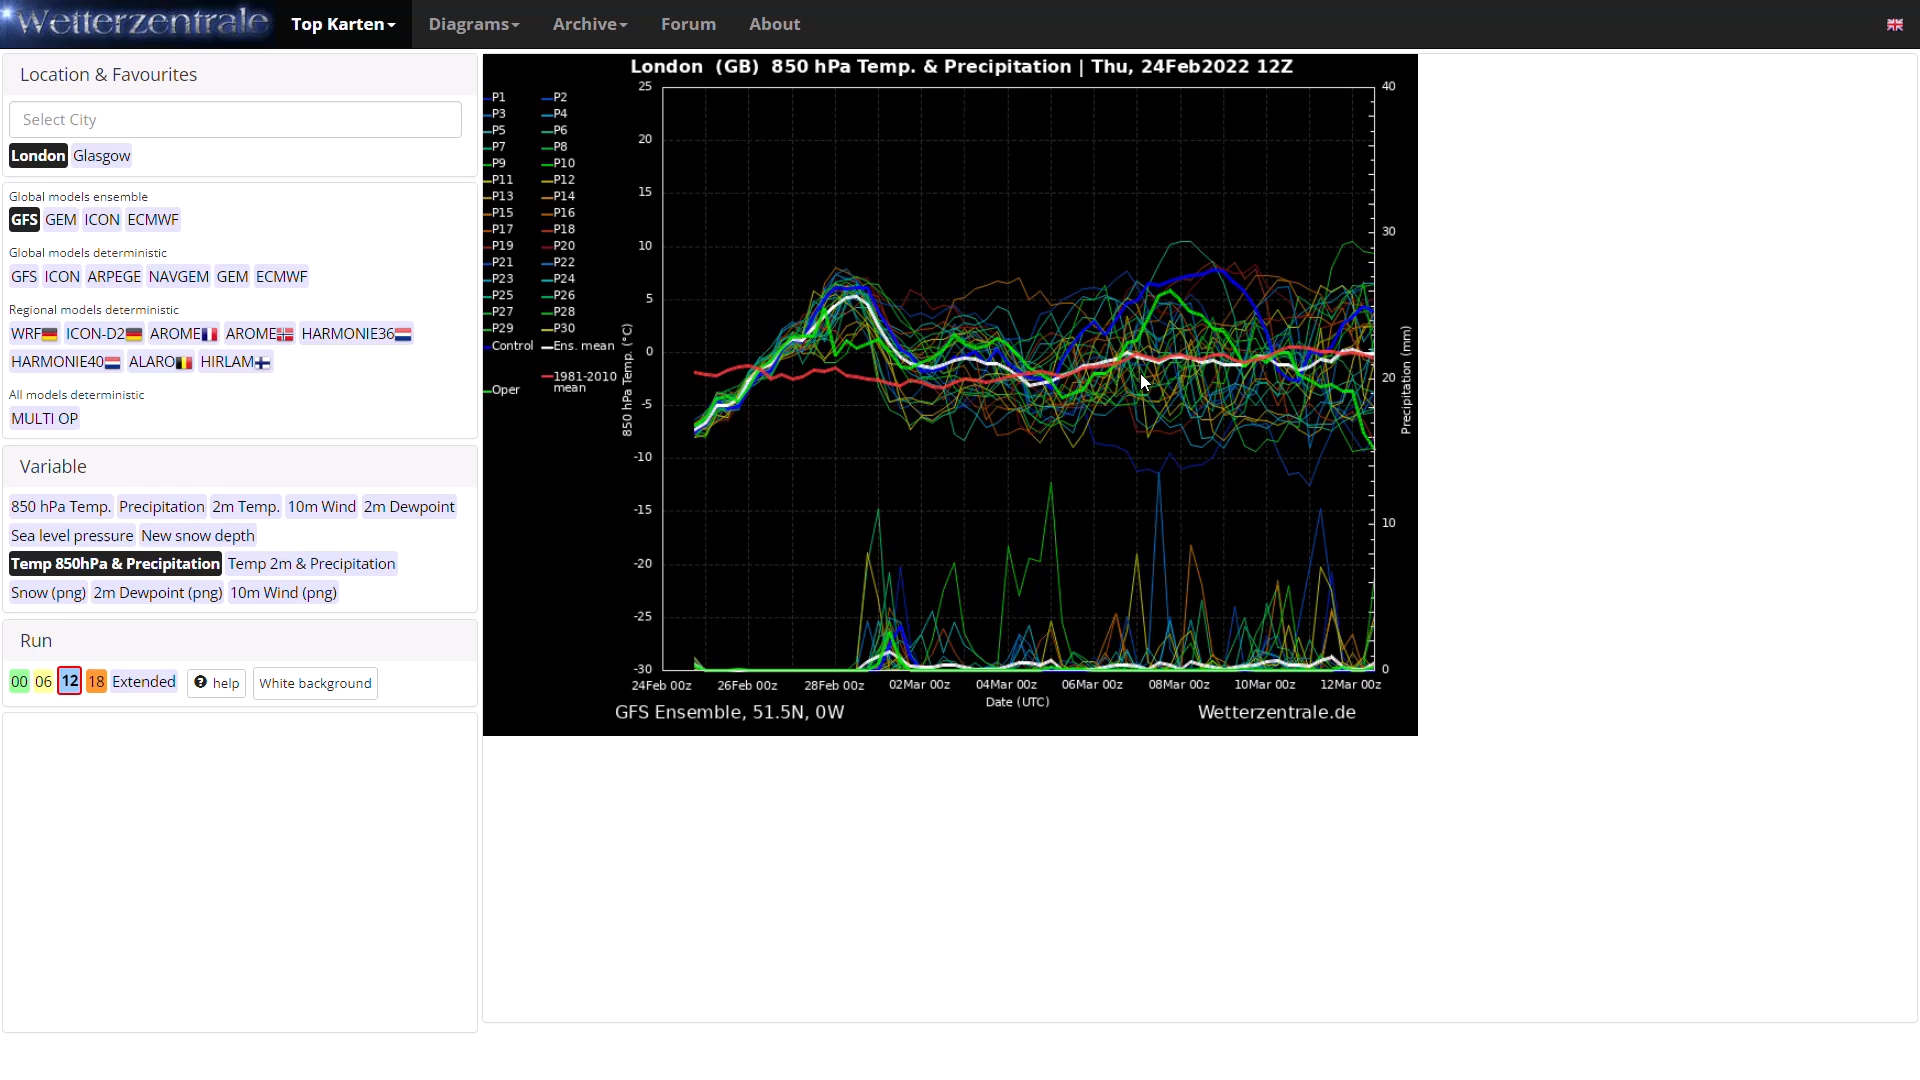 Wetterzentrale Top Karten Diagrams Archive Forum About
Location & Favourites
Select City
London Glasgow
Global models ensemble
GFS GEM ICON ECMWF
Global models deterministic
GFS ICON ARPEGE NAVGEM GEM ECMWF
Regional models deterministic
WRF ICON-D2 AROME AROME HARMONIE36
HARMONIE40 ALARO HIRLAM
All models deterministic
MULTI OP
Variable
850 hPa Temp. Precipitation 2m Temp. 10m Wind 2m Dewpoint
Sea level pressure New snow depth
Temp 850hPa & Precipitation Temp 2m & Precipitation
Snow (png) 2m Dewpoint (png) 10m Wind (png)
Run
00 06 12 18 Extended help White background
London (GB) 850 hPa Temp. & Precipitation | Thu, 24Feb2022 12Z
P1 P2
P3 P4
P5 P6
P7 P8
P9 P10
P11 P12
P13 P14
P15 P16
P17 P18
P19 P20
P21 P22
P23 P24
P25 P26
P27 P28
P29 P30
Control Ens. mean
Oper 1981-2010
mean
850 hPa Temp. (°C)
25
20
15
10
5
0
-5
-10
-15
-20
-25
-30
40
30
20
10
0
Precipitation (mm)
24Feb 00z 26Feb 00z 28Feb 00z 02Mar 00z 04Mar 00z 06Mar 00z 08Mar 00z 10Mar 00z 12Mar 00z
Date (UTC)
GFS Ensemble, 51.5N, 0W Wetterzentrale.de